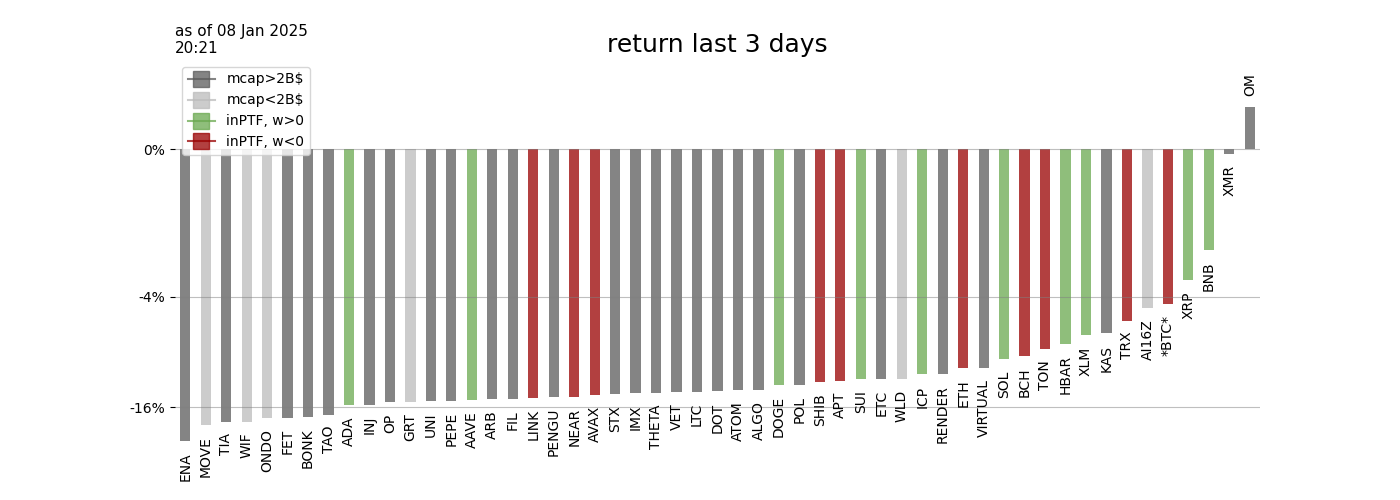 as of 08 Jan 2025
20:21
return last 3 days
mcap>2B$
mcap<2B$
inPTF, w>0
inPTF, w<0
0%
-4%
-16%
ENA
MOVE
TIA
WIF
ONDO
FET
BONK
TAO
ADA
INJ
OP
GRT
UNI
PEPE
AAVE
ARB
FIL
LINK
PENGU
NEAR
AVAX
STX
IMX
THETA
VET
LTC
DOT
ATOM
ALGO
DOGE
POL
SHIB
APT
SUI
ETC
WLD
ICP
RENDER
ETH
VIRTUAL
SOL
BCH
TON
HBAR
XLM
KAS
TRX
AI16Z
*BTC*
XRP
BNB
XMR
OM